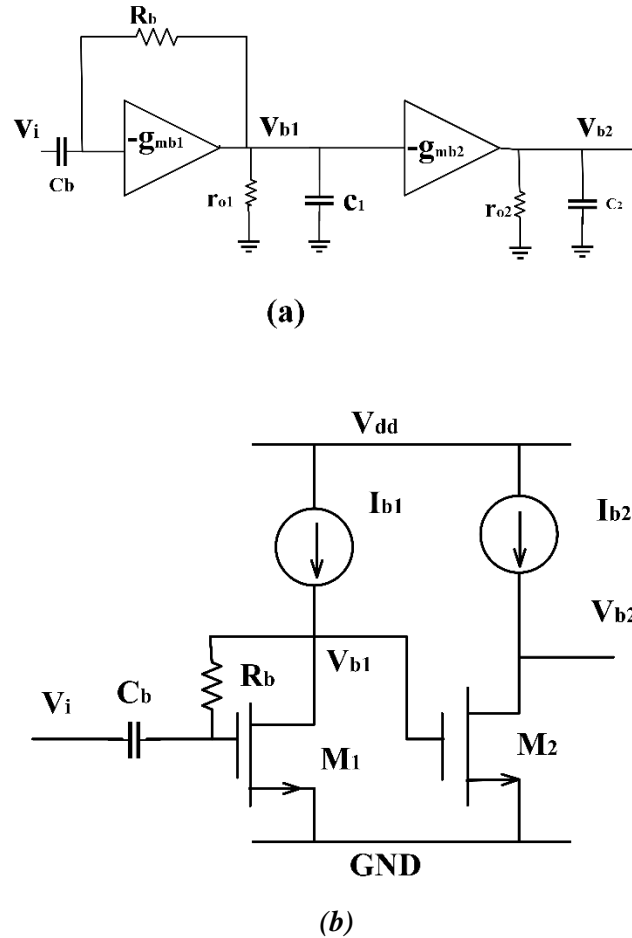 Rb
Vi
Cb
-gmb1
Vb1
ro1
c1
-gmb2
Vb2
ro2
C2
(a)
Vdd
Ib1
Ib2
Vb2
Vb1
Rb
Cb
Vi
M1
M2
GND
(b)